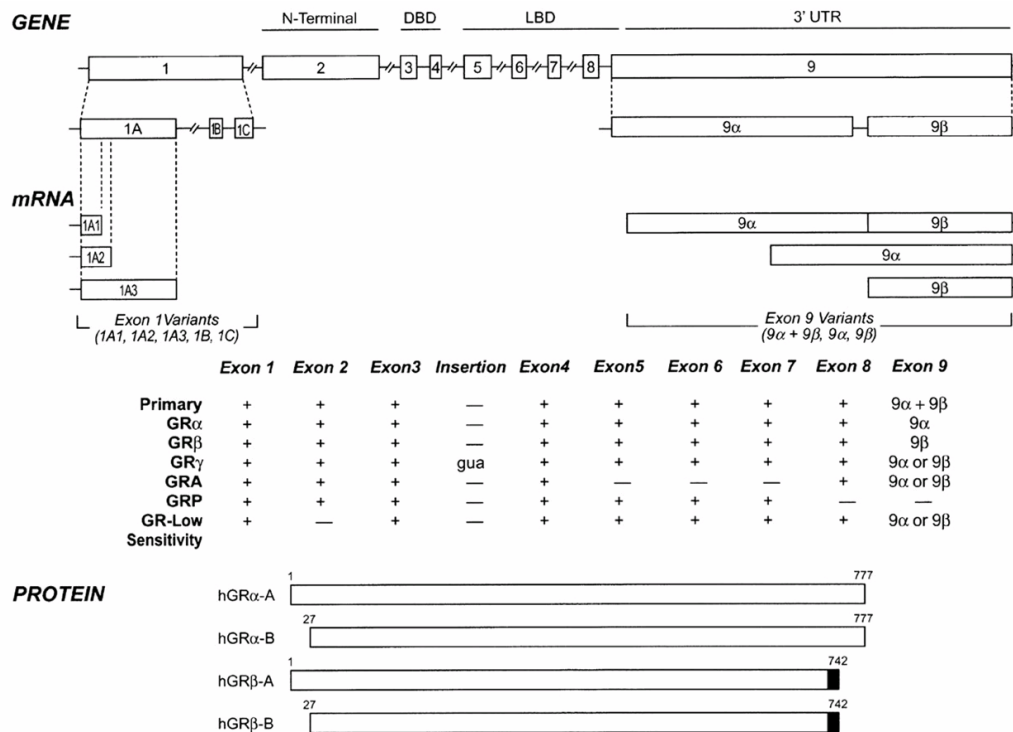 GENE N-Terminal DBD LBD 3' UTR
1 2 3 4 5 6 7 8 9
1A 1B 1C 9α 9β
mRNA
1A1 9α 9β
1A2 9α
1A3 9β
Exon 1Variants Exon 9 Variants
(1A1, 1A2, 1A3, 1B, 1C) (9α + 9β, 9α, 9β)
Exon 1 Exon 2 Exon3 Insertion Exon4 Exon5 Exon 6 Exon 7 Exon 8 Exon 9
Primary + + + — + + + + + 9α + 9β
GRα + + + — + + + + + 9α
GRβ + + + — + + + + + 9β
GRγ + + + gua + + + + + 9α or 9β
GRA + + + — + — — — + 9α or 9β
GRP + + + — + + + + — —
GR-Low + — + — + + + + + 9α or 9β
Sensitivity
PROTEIN
1 777
hGRα-A
27 777
hGRα-B
1 742
hGRβ-A
27 742
hGRβ-B